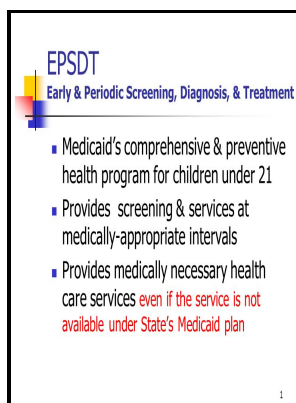 EPSDT
Early & Periodic Screening, Diagnosis, & Treatment
Medicaid's comprehensive & preventive
health program for children under 21
Provides screening & services at
medically-appropriate intervals
Provides medically necessary health
care services even if the service is not
available under State's Medicaid plan
1